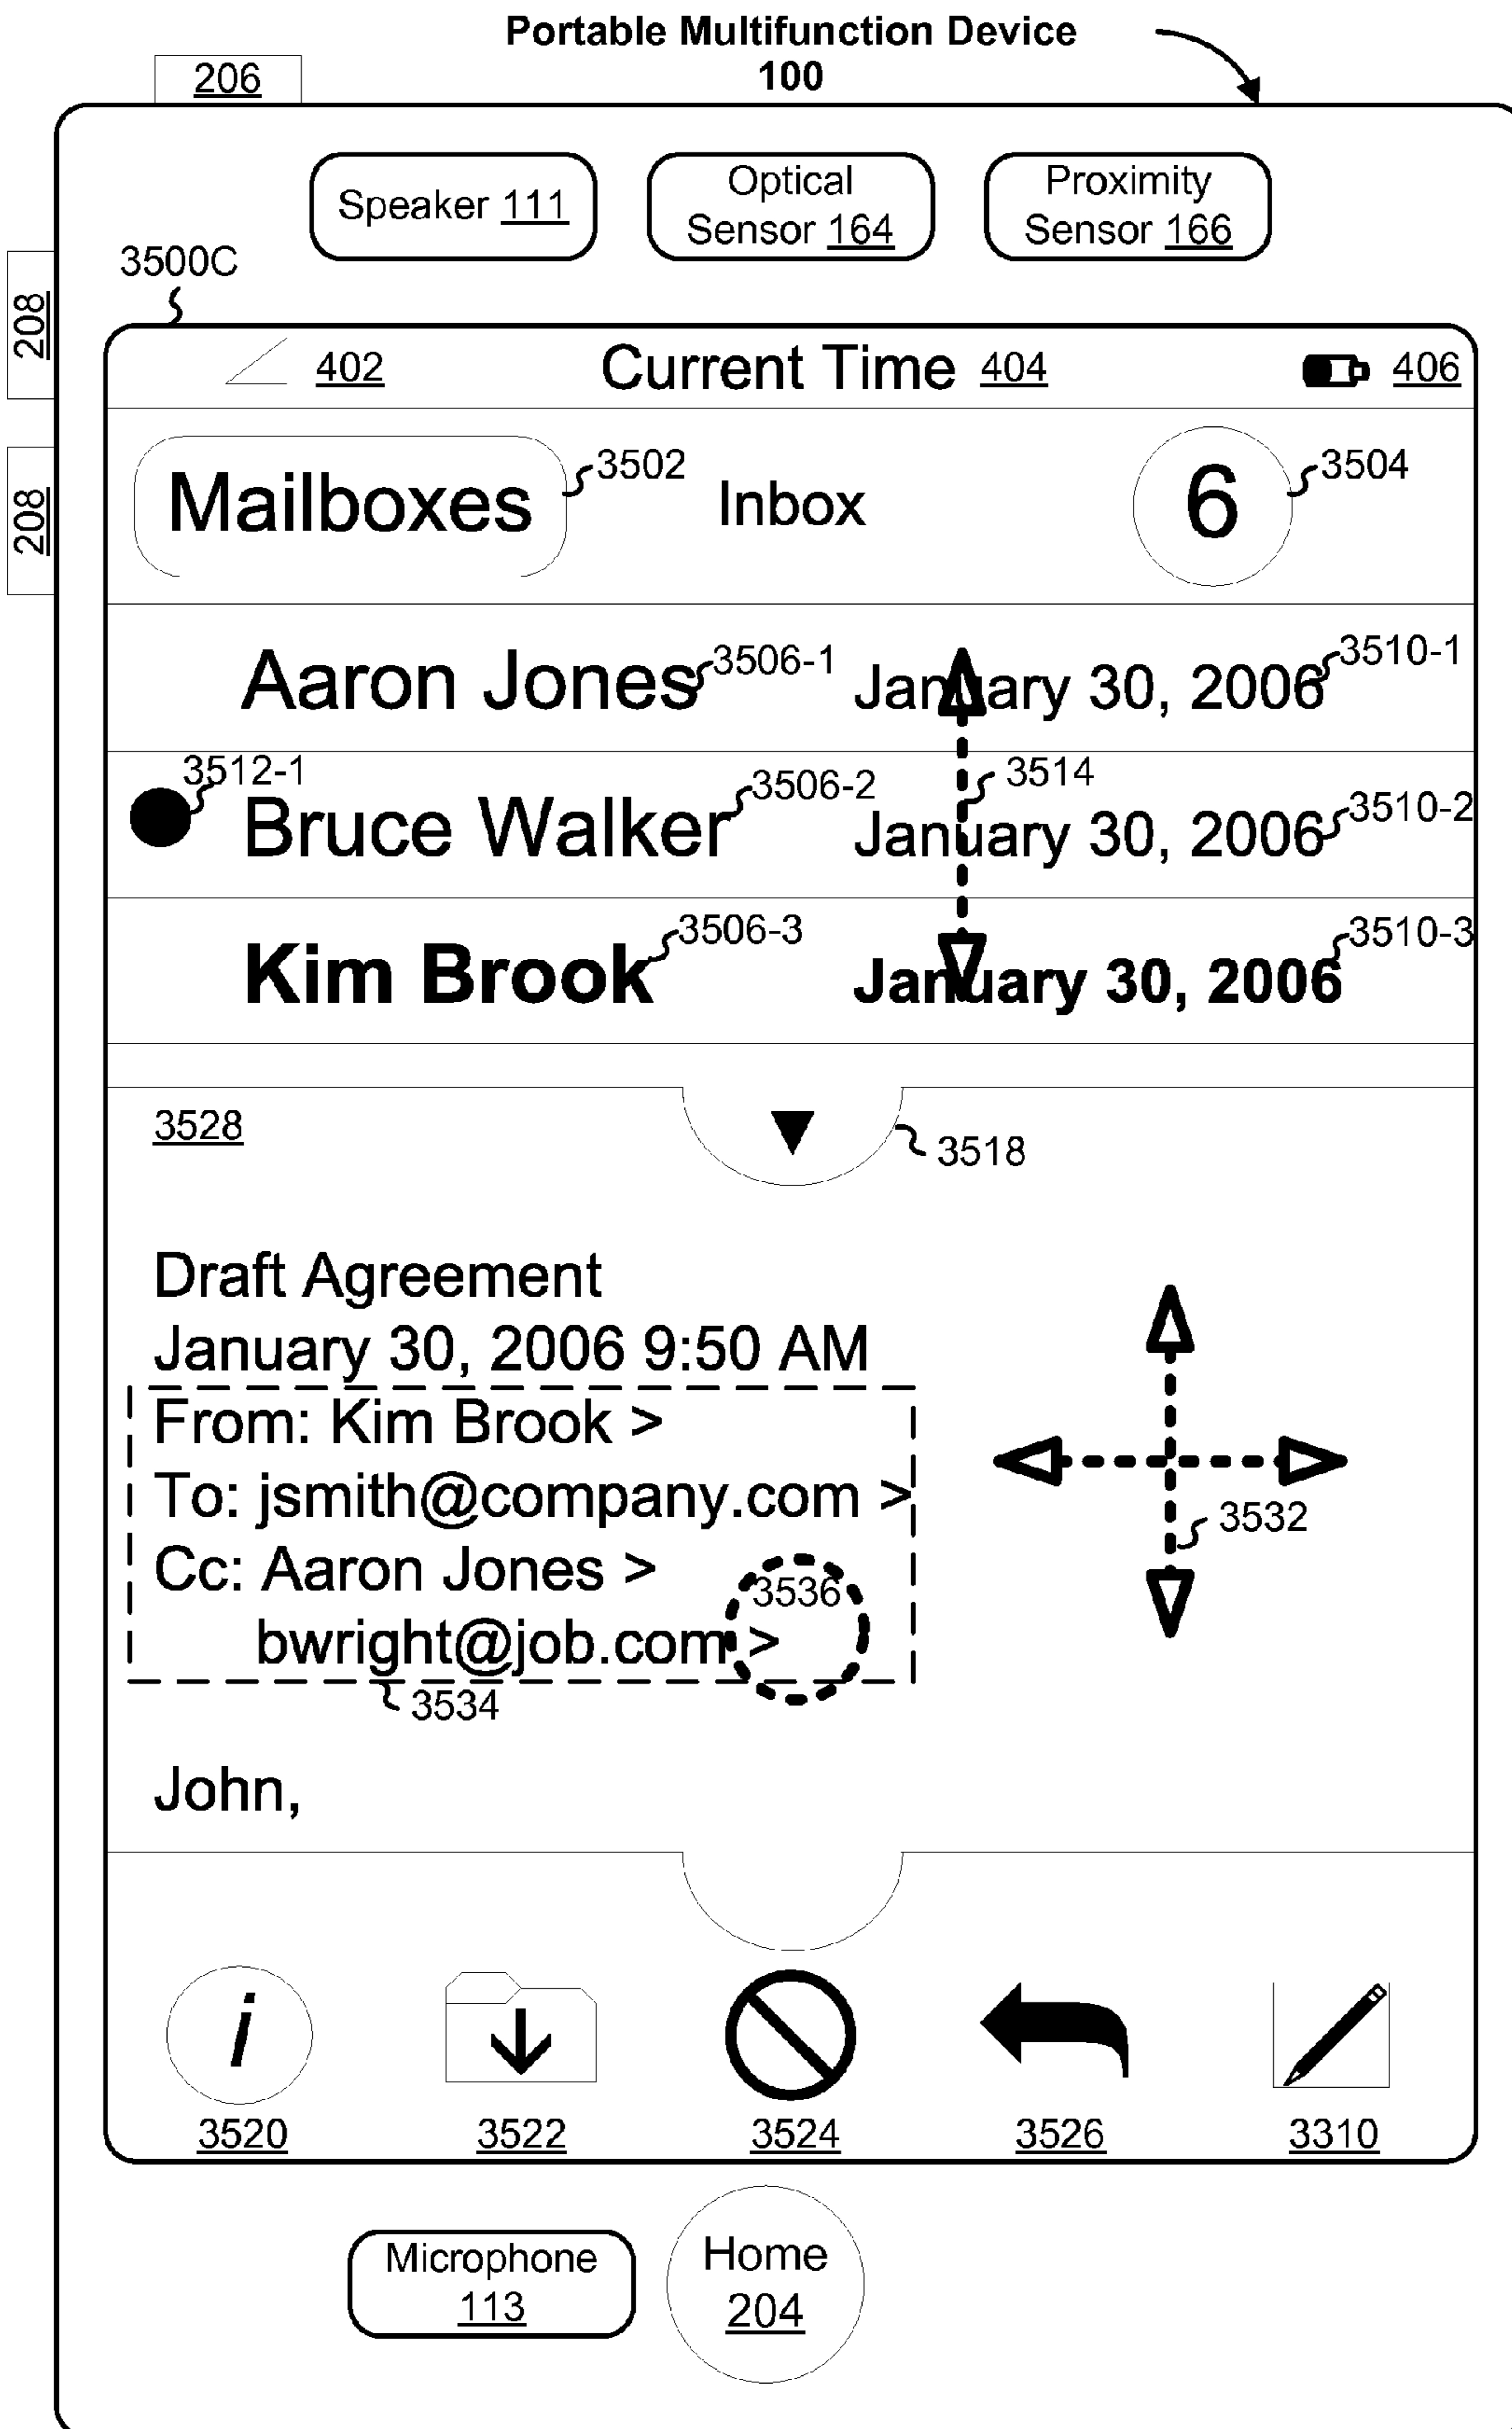 Portable Multifunction Device
100
206
Speaker 111
Optical
Sensor 164
Proximity
Sensor 166
3500C
208
402
Current Time 404
406
208
Mailboxes
3502
Inbox
6
3504
Aaron Jones
3506-1
January 30, 2006
3510-1
3512-1
Bruce Walker
3506-2
3514
January 30, 2006
3510-2
Kim Brook
3506-3
January 30, 2006
3510-3
3528
3518
Draft Agreement
January 30, 2006 9:50 AM
From: Kim Brook >
To: jsmith@company.com >
3532
Cc: Aaron Jones >
3536
bwright@job.com >
3534
John,
i
3520
3522
3524
3526
3310
Microphone
113
Home
204